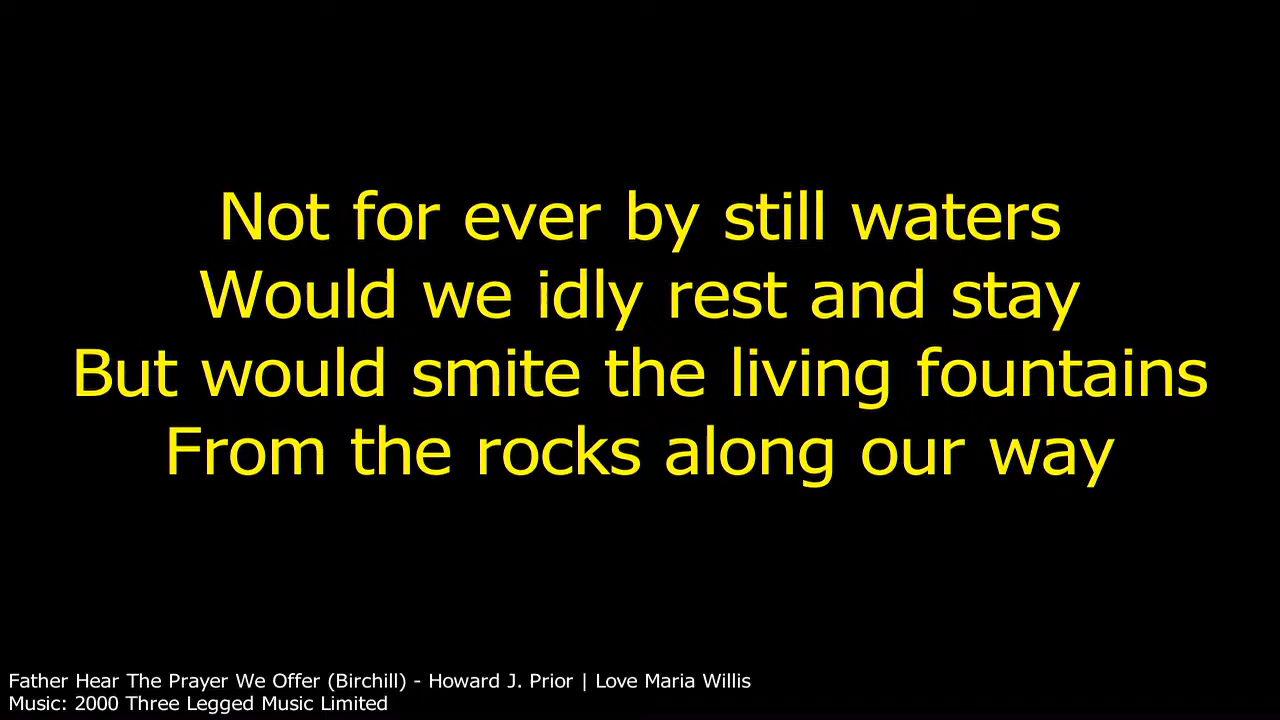 Not for ever by still waters
Would we idly rest and stay
But would smite the living fountains
From the rocks along our way
Father Hear The Prayer We Offer (Birchill) - Howard J. Prior | Love Maria Willis
Music: 2000 Three Legged Music Limited